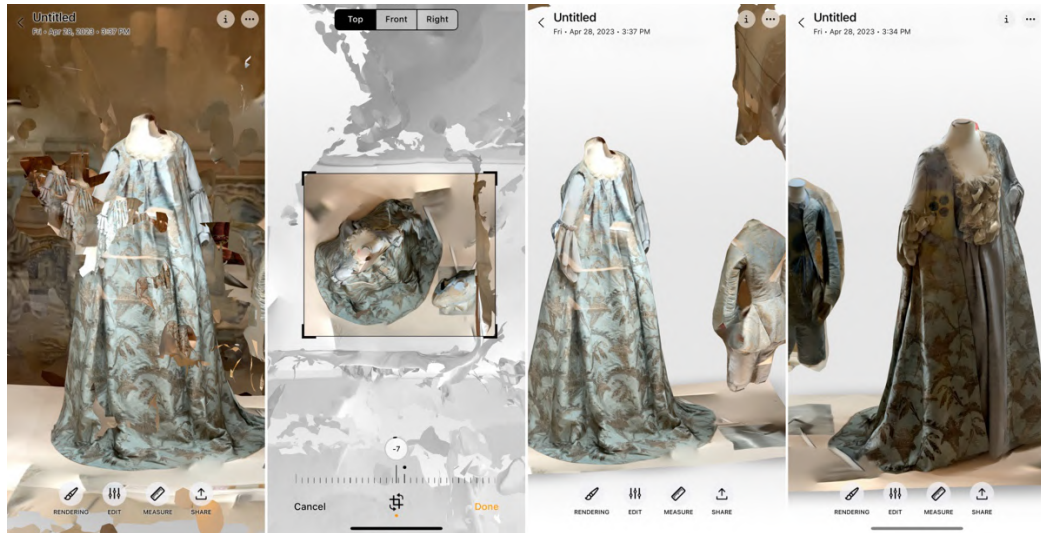 Untitled
Fri • Apr 28, 2023 • 3:37 PM
RENDERING EDIT MEASURE SHARE
Top Front Right
-7
Cancel Done
Untitled
Fri • Apr 28, 2023 • 3:37 PM
RENDERING EDIT MEASURE SHARE
Untitled
Fri • Apr 28, 2023 • 3:34 PM
RENDERING EDIT MEASURE SHARE